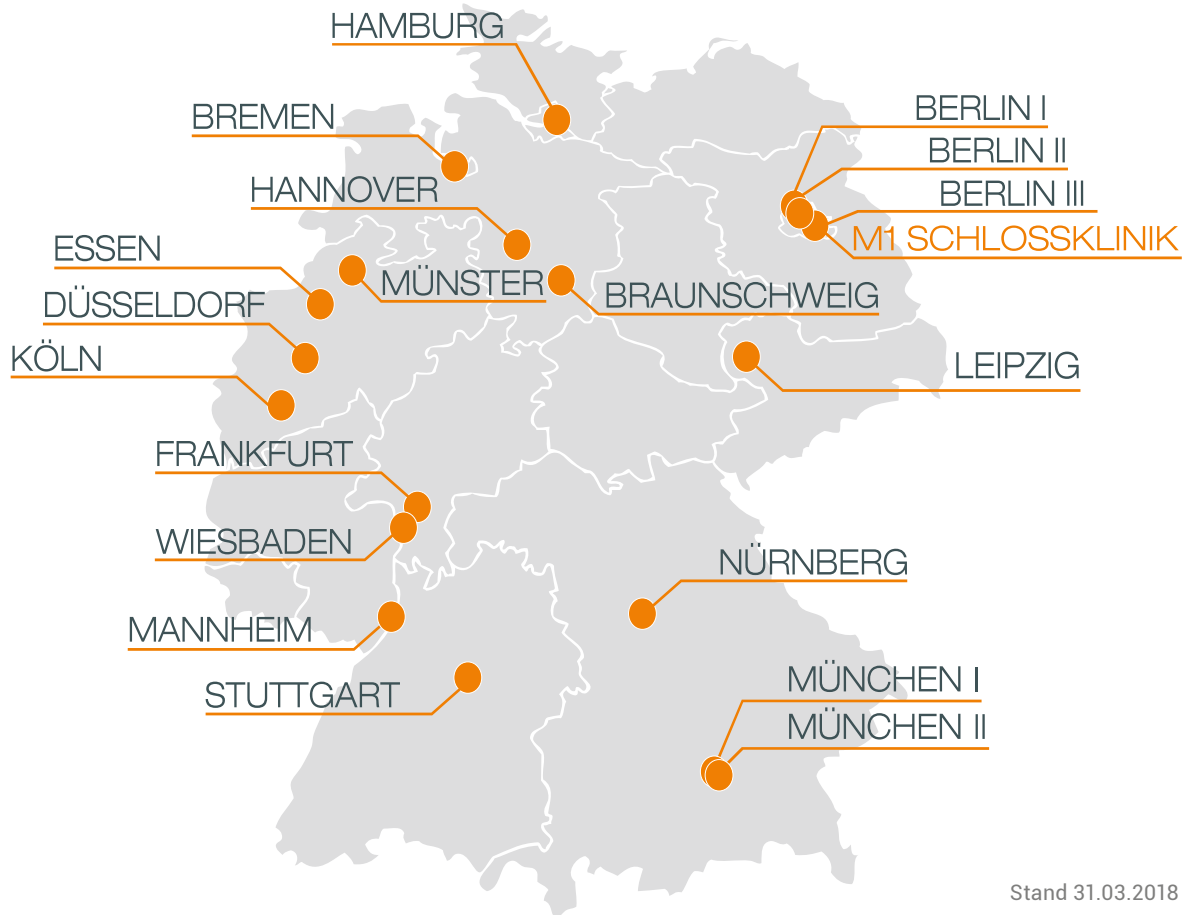 HAMBURG
BREMEN
BERLIN I
BERLIN II
HANNOVER
BERLIN III
M1 SCHLOSSKLINIK
ESSEN
MÜNSTER
BRAUNSCHWEIG
DÜSSELDORF
KÖLN
LEIPZIG
FRANKFURT
WIESBADEN
NÜRNBERG
MANNHEIM
STUTTGART
MÜNCHEN I
MÜNCHEN II
Stand 31.03.2018